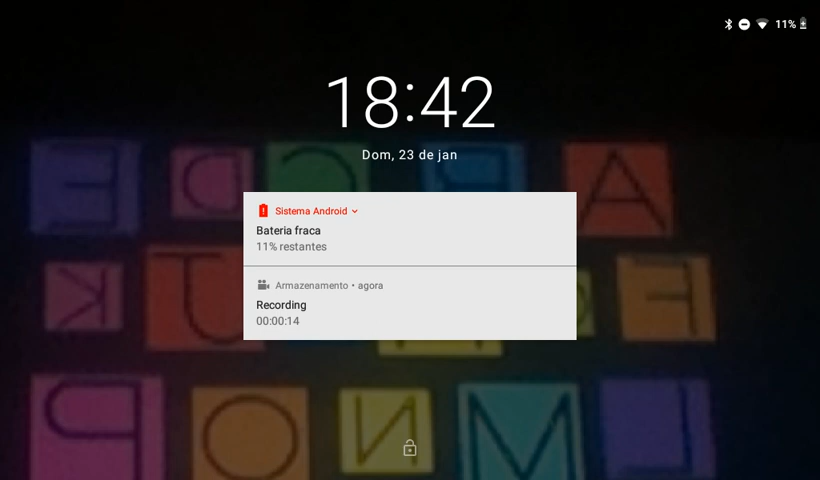 11%
18:42
Dom, 23 de jan
Sistema Android
Bateria fraca
11% restantes
Armazenamento • agora
Recording
00:00:14
E D C B A
K J F
P O N M L